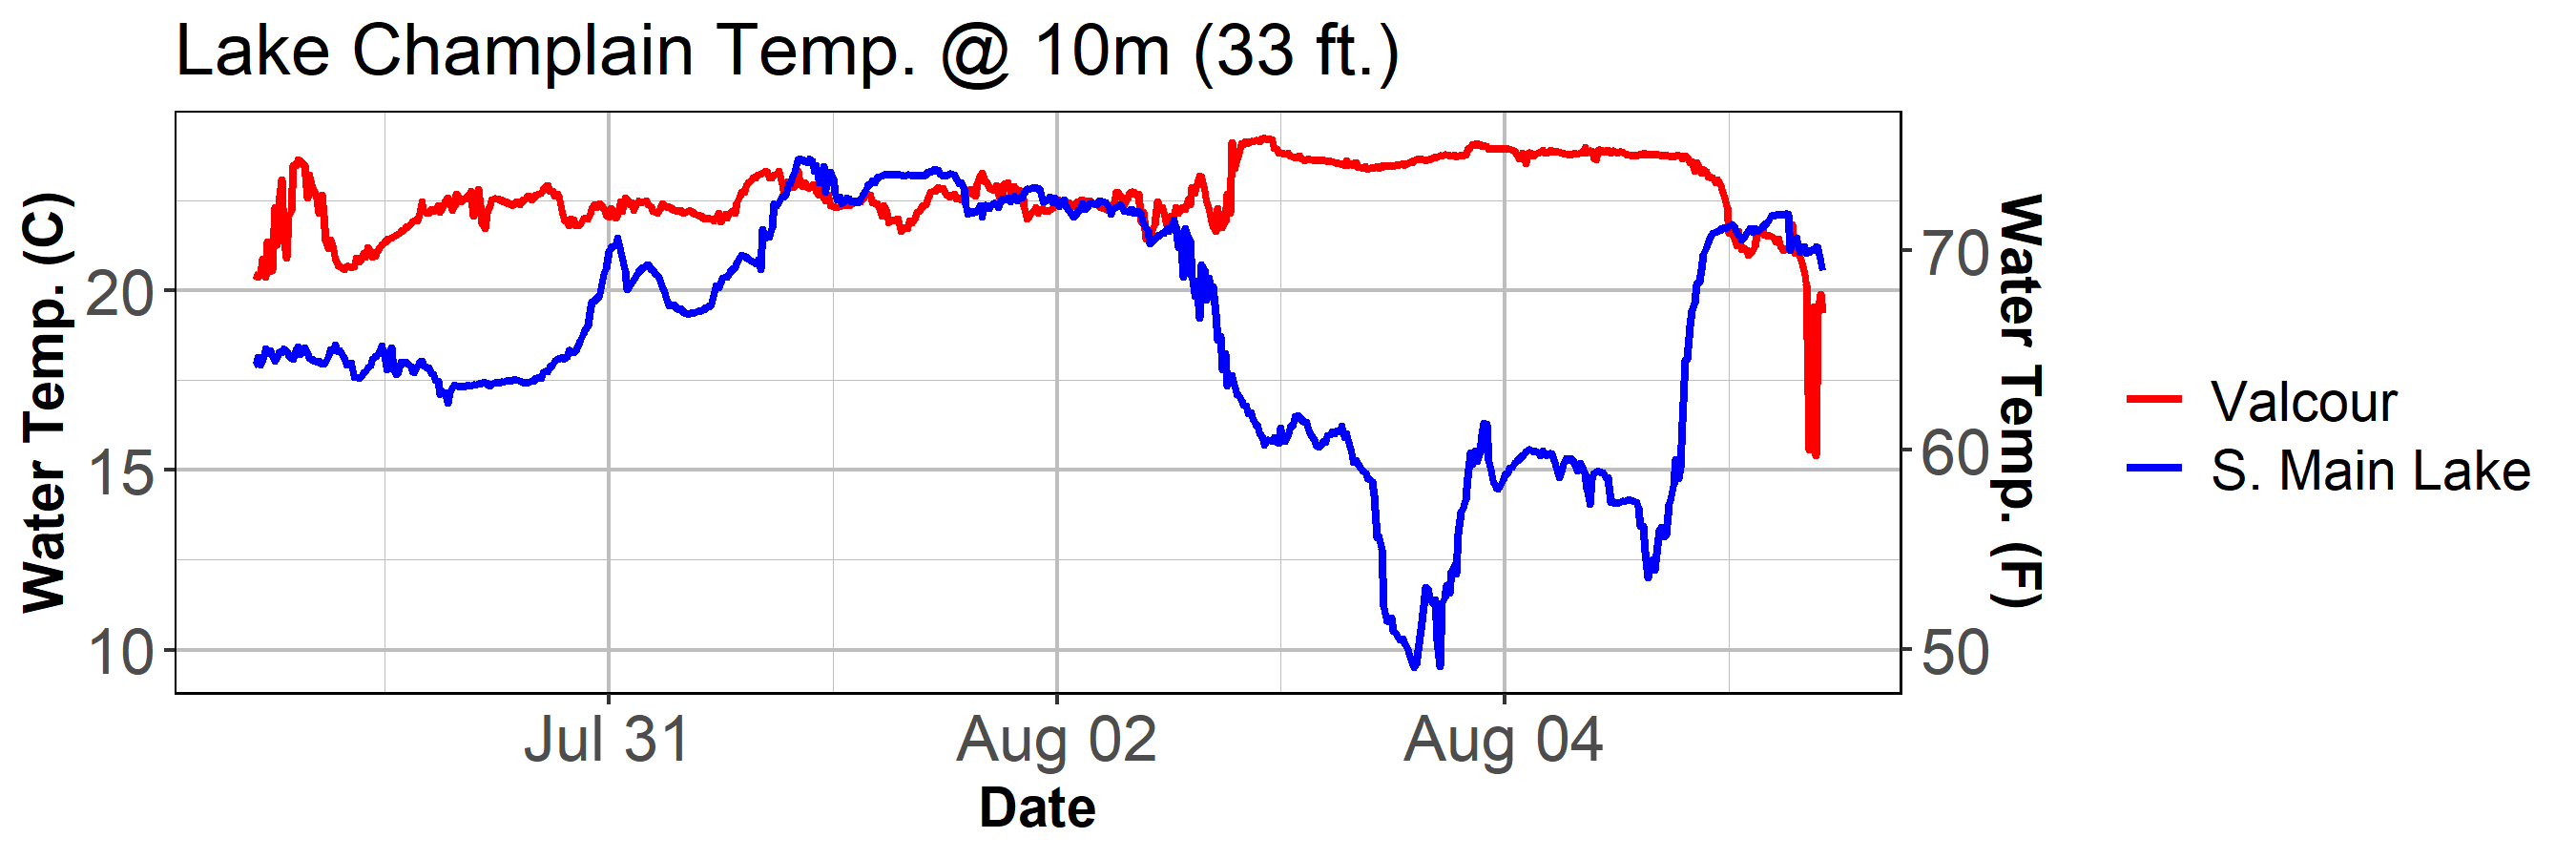 Lake Champlain Temp. @ 10m (33 ft.)
Water Temp. (C)
20
15
10
70
60
50
Water Temp. (F)
Jul 31
Aug 02
Aug 04
Date
Valcour
S. Main Lake